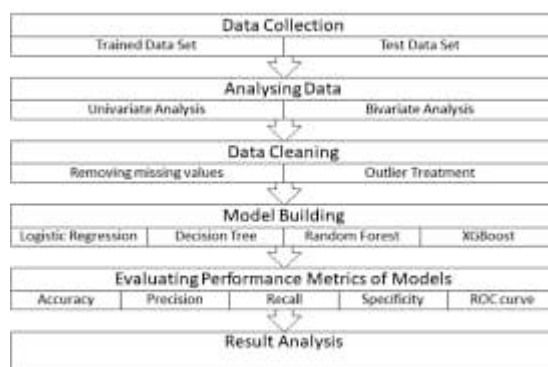 Data Collection
Trained Data Set Test Data Set
Analysing Data
Univariate Analysis Bivariate Analysis
Data Cleaning
Removing missing values Outlier Treatment
Model Building
Logistic Regression Decision Tree Random Forest XGBoost
Evaluating Performance Metrics of Models
Accuracy Precision Recall Specificity ROC curve
Result Analysis